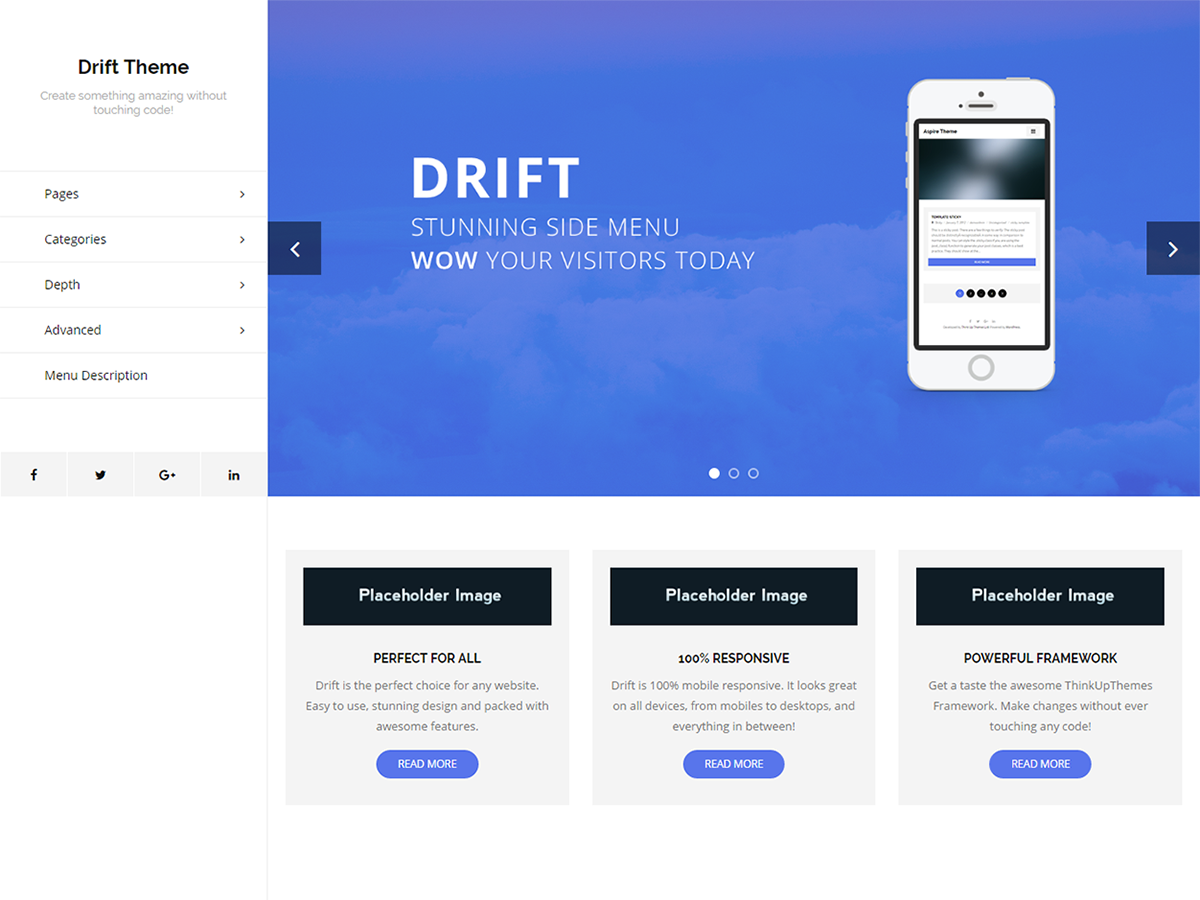 Drift Theme
Create something amazing without
touching code!
Pages
Categories
Depth
Advanced
Menu Description
DRIFT
STUNNING SIDE MENU
WOW YOUR VISITORS TODAY
Aspire Theme
TEMPLATE STICKY
READ MORE
Placeholder Image
PERFECT FOR ALL
Drift is the perfect choice for any website.
Easy to use, stunning design and packed with
awesome features.
READ MORE
Placeholder Image
100% RESPONSIVE
Drift is 100% mobile responsive. It looks great
on all devices, from mobiles to desktops, and
everything in between!
READ MORE
Placeholder Image
POWERFUL FRAMEWORK
Get a taste the awesome ThinkUpThemes
Framework. Make changes without ever
touching any code!
READ MORE